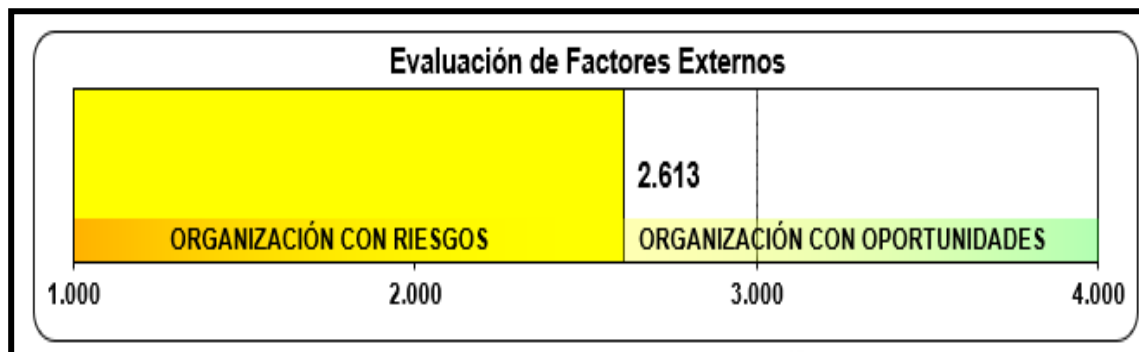 Evaluación de Factores Externos
2.613
ORGANIZACIÓN CON RIESGOS
ORGANIZACIÓN CON OPORTUNIDADES
1.000
2.000
3.000
4.000